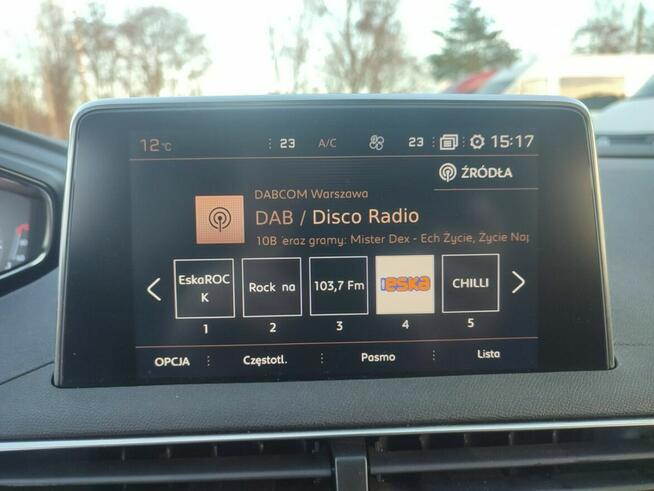 12°C : 23 A/C 23 : 15:17
ŹRÓDŁA
DABCOM Warszawa
DAB / Disco Radio
10B eraz gramy: Mister Dex - Ech Życie, Życie Naj
EskaROC
K
Rock na
103,7 Fm
eska
CHILLI
1 2 3 4 5
OPCJA : Częstotl. : Pasmo : Lista